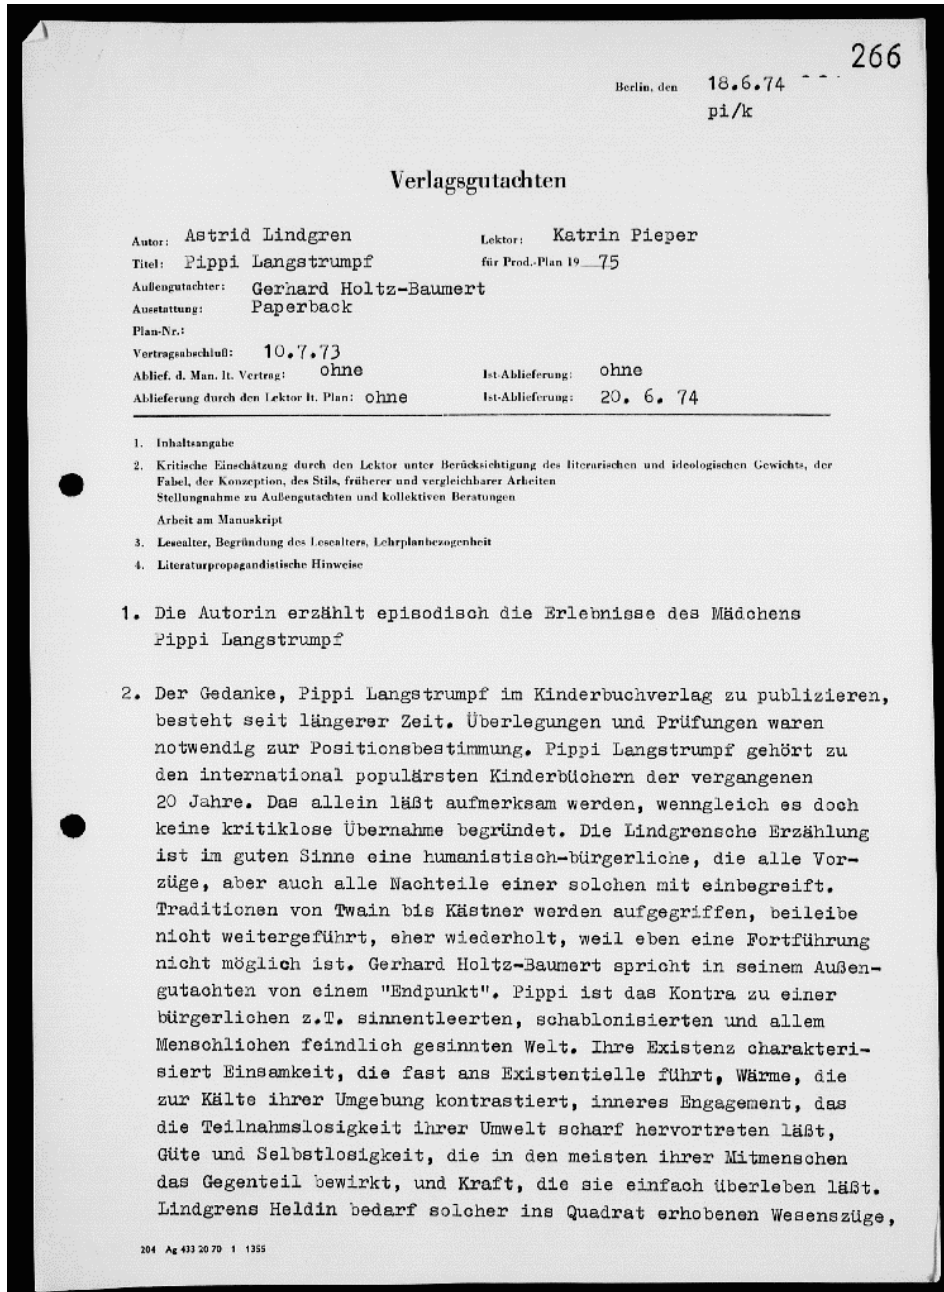 266
Berlin, den 18.6.74
pi/k
Verlagsgutachten
Autor: Astrid Lindgren Lektor: Katrin Pieper
Titel: Pippi Langstrumpf für Prod.-Plan 19 75
Außengutachter: Gerhard Holtz-Baumert
Ausstattung: Paperback
Plan-Nr.:
Vertragsabschluß: 10.7.73
Ablief. d. Man. lt. Vertrag: ohne Ist-Ablieferung: ohne
Ablieferung durch den Lektor lt. Plan: ohne Ist-Ablieferung: 20. 6. 74
1. Inhaltsangabe
2. Kritische Einschätzung durch den Lektor unter Berücksichtigung des literarischen und ideologischen Gewichts, der
Fabel, der Konzeption, des Stils, früherer und vergleichbarer Arbeiten
Stellungnahme zu Außengutachten und kollektiven Beratungen
Arbeit am Manuskript
3. Lesealter, Begründung des Lesealters, Lehrplanbezogenheit
4. Literaturpropagandistische Hinweise
1. Die Autorin erzählt episodisch die Erlebnisse des Mädchens
Pippi Langstrumpf
2. Der Gedanke, Pippi Langstrumpf im Kinderbuchverlag zu publizieren,
besteht seit längerer Zeit. Überlegungen und Prüfungen waren
notwendig zur Positionsbestimmung. Pippi Langstrumpf gehört zu
den international populärsten Kinderbüchern der vergangenen
20 Jahre. Das allein läßt aufmerksam werden, wenngleich es doch
keine kritiklose Übernahme begründet. Die Lindgrensche Erzählung
ist im guten Sinne eine humanistisch-bürgerliche, die alle Vor-
züge, aber auch alle Nachteile einer solchen mit einbegreift.
Traditionen von Twain bis Kästner werden aufgegriffen, beileibe
nicht weitergeführt, eher wiederholt, weil eben eine Fortführung
nicht möglich ist. Gerhard Holtz-Baumert spricht in seinem Außen-
gutachten von einem "Endpunkt". Pippi ist das Kontra zu einer
bürgerlichen z.T. sinnentleerten, schablonisierten und allem
Menschlichen feindlich gesinnten Welt. Ihre Existenz charakteri-
siert Einsamkeit, die fast ans Existentielle führt, Wärme, die
zur Kälte ihrer Umgebung kontrastiert, inneres Engagement, das
die Teilnahmslosigkeit ihrer Umwelt scharf hervortreten läßt,
Güte und Selbstlosigkeit, die in den meisten ihrer Mitmenschen
das Gegenteil bewirkt, und Kraft, die sie einfach überleben läßt.
Lindgrens Heldin bedarf solcher ins Quadrat erhobenen Wesenszüge,
204 Ag 433 20 70 1 1355